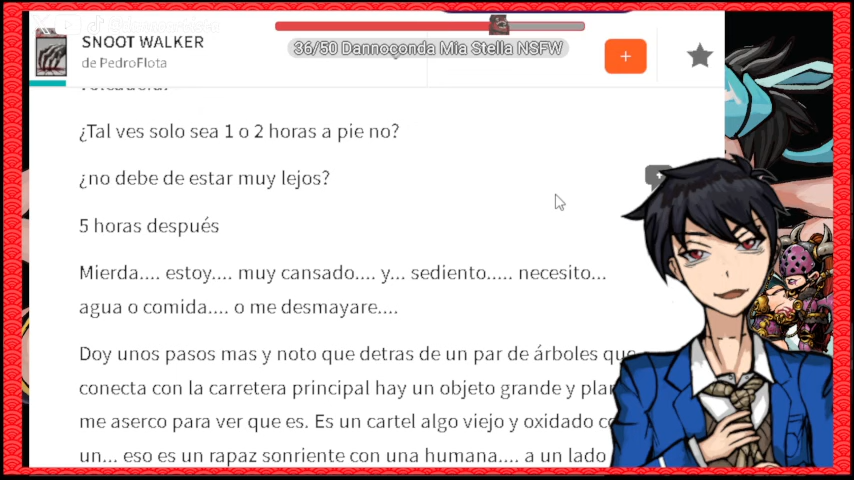 SNOOT WALKER
de PedroFlota
36/50 Dannoconda Mia Stella NSFW
¿Tal ves solo sea 1 o 2 horas a pie no?
¿no debe de estar muy lejos?
5 horas después
Mierda.... estoy.... muy cansado.... y... sediento..... necesito...
agua o comida.... o me desmayare....
Doy unos pasos mas y noto que detras de un par de árboles que
conecta con la carretera principal hay un objeto grande y
me aserco para ver que es. Es un cartel algo viejo y oxidado
un... eso es un rapaz sonriente con una humana.... a un lado